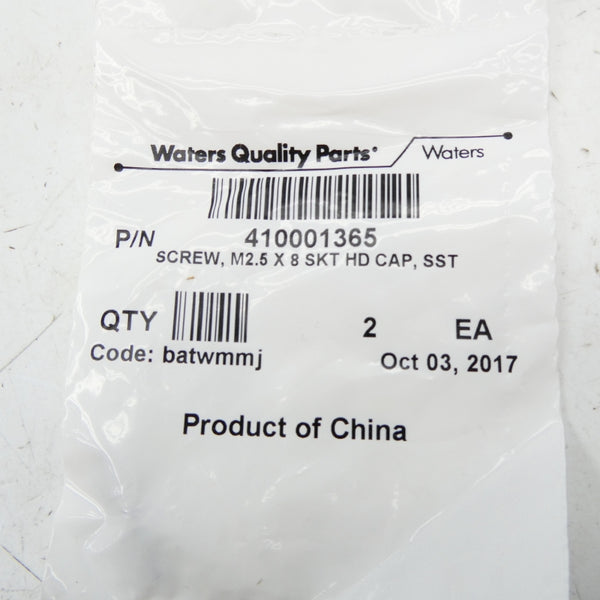 Waters Quality Parts® Waters
P/N 410001365
SCREW, M2.5 X 8 SKT HD CAP, SST
QTY 2 EA
Code: batwmmj Oct 03, 2017
Product of China